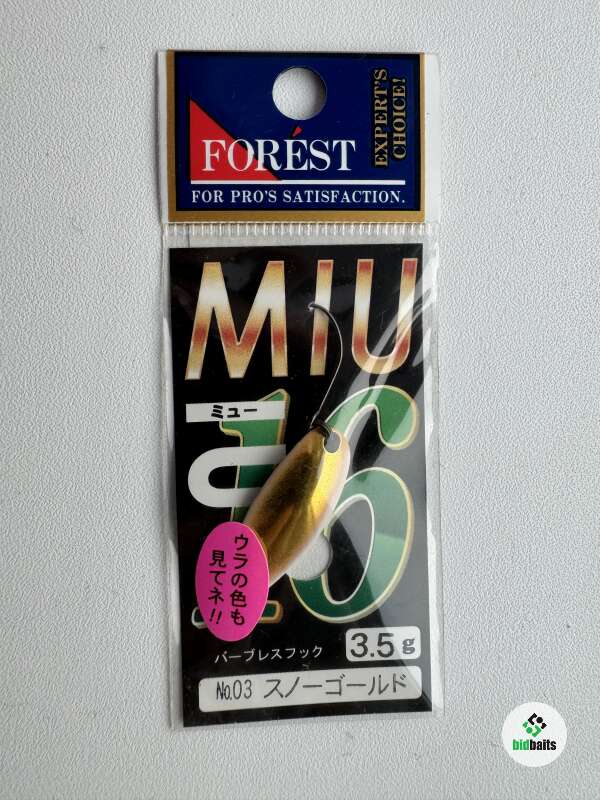 EXPERT'S
CHOICE!
FORÉST
FOR PRO'S SATISFACTION.
MIU
ミュー
16
ウラの色も
見てネ!!
バーブレスフック
3.5g
No.03 スノーゴールド
bidbaits